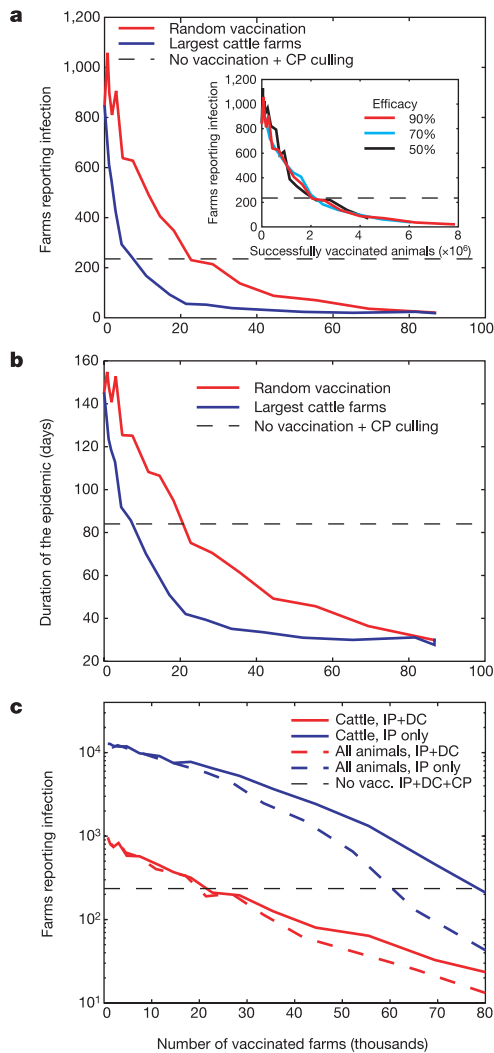 a
Farms reporting infection
1,200
1,000
800
600
400
200
0
0 20 40 60 80 100
Random vaccination
Largest cattle farms
No vaccination + CP culling
Farms reporting infection
1,200
1,000
800
600
400
200
0
0 2 4 6 8
Efficacy
90%
70%
50%
Successfully vaccinated animals (×10⁶)
b
Duration of the epidemic (days)
160
140
120
100
80
60
40
20
0 20 40 60 80 100
Random vaccination
Largest cattle farms
No vaccination + CP culling
c
Farms reporting infection
10⁴
10³
10²
10¹
0 10 20 30 40 50 60 70 80
Cattle, IP+DC
Cattle, IP only
All animals, IP+DC
All animals, IP only
No vacc. IP+DC+CP
Number of vaccinated farms (thousands)